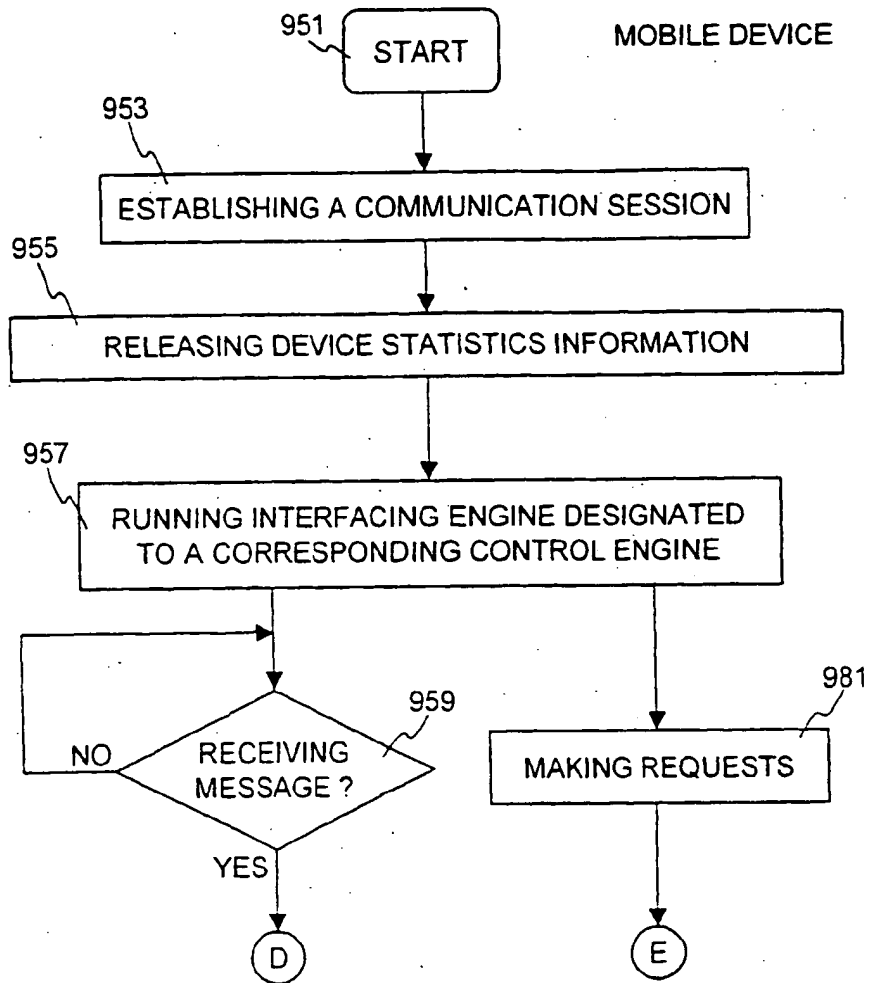 951
START
MOBILE DEVICE
953
ESTABLISHING A COMMUNICATION SESSION
955
RELEASING DEVICE STATISTICS INFORMATION
957
RUNNING INTERFACING ENGINE DESIGNATED
TO A CORRESPONDING CONTROL ENGINE
959
981
NO
RECEIVING
MESSAGE ?
MAKING REQUESTS
YES
D
E